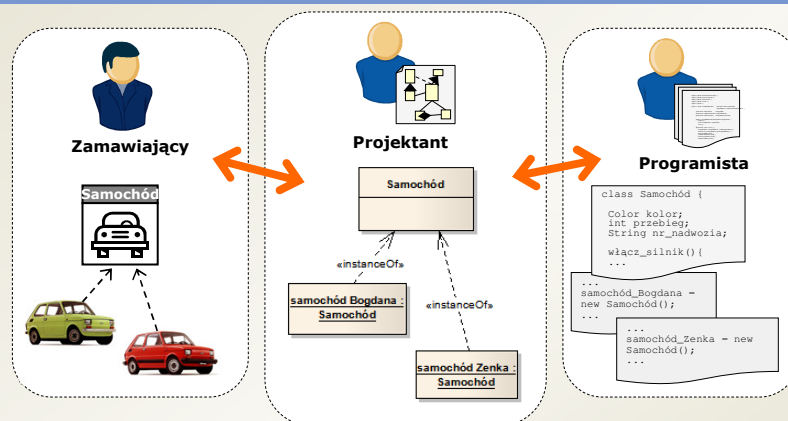 Zamawiający
Samochód
Projektant
Samochód
«instanceOf»
samochód Bogdana :
Samochód
«instanceOf»
samochód Zenka :
Samochód
Programista
class Samochód {
Color kolor;
int przebieg;
String nr_nadwozia;
włącz_silnik(){
...
...
samochód_Bogdana =
new Samochód();
...
...
samochód_Zenka = new
Samochód();
...